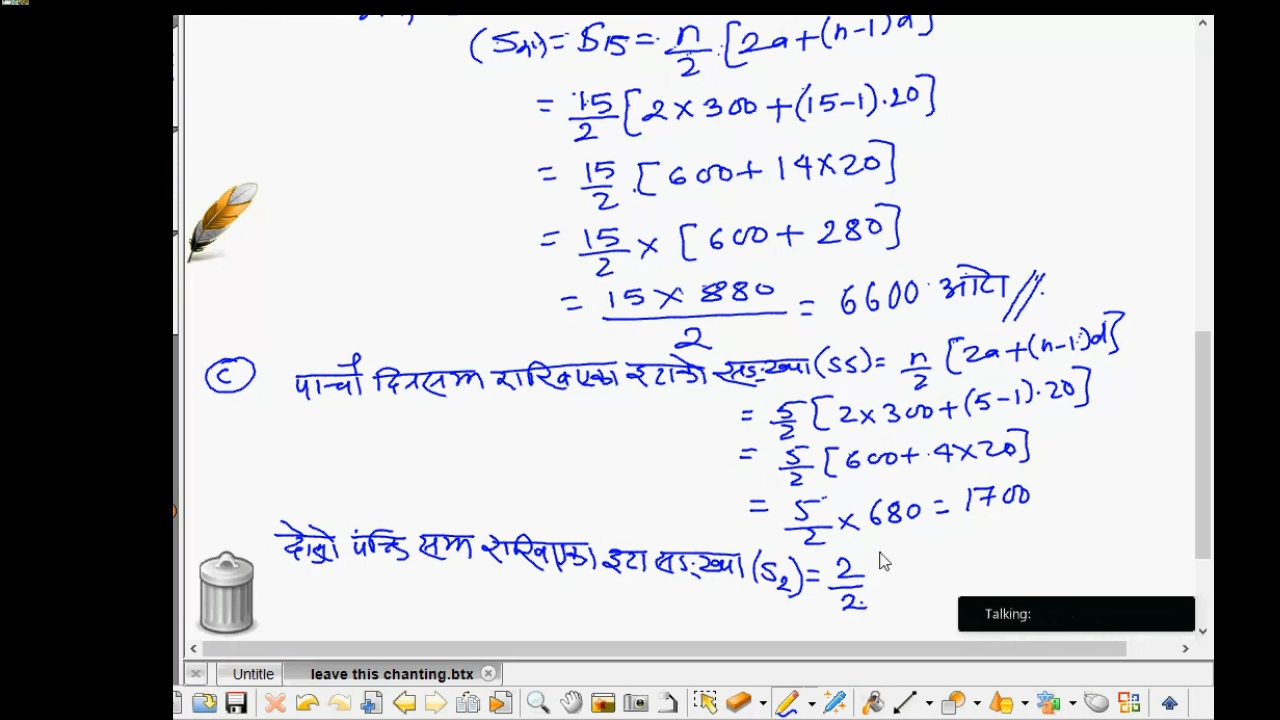 (Sn) = S15 = n/2 [2a+(n-1)d]
= 15/2 [2×300+(15-1).20]
= 15/2 [600+14×20]
= 15/2 × [600+280]
= 15×880/2 = 6600 ओटा //
(c) पाचौं दिनसम्म राखिएका इटाको सङ्ख्या (S5) = n/2 [2a+(n-1)d]
= 5/2 [2×300+(5-1).20]
= 5/2 [600+4×20]
= 5/2 × 680 = 1700
दोस्रो पंक्ति सम्म राखिएका इटा सङ्ख्या (S2) = 2/2
Talking:
Untitle
leave this chanting.btx